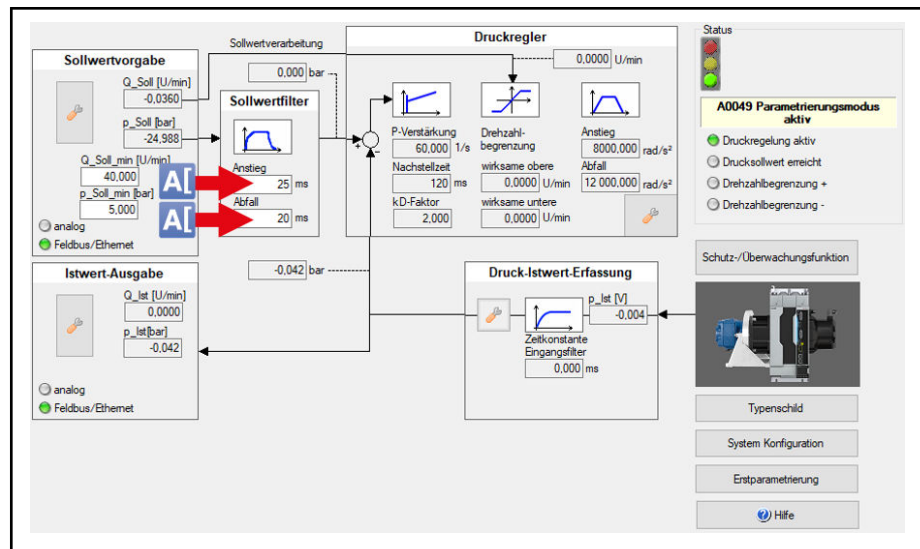 Sollwertvorgabe
Q_Soll [U/min]
-0,0360
p_Soll [bar]
-24,988
Q_Soll_min [U/min]
40,000
p_Soll_min [bar]
5,000
analog
Feldbus/Ethernet
Sollwertverarbeitung
0,000 bar
Sollwertfilter
Anstieg
A[ 25 ms
Abfall
A[ 20 ms
Druckregler
0,0000 U/min
P-Verstärkung
60,000 1/s
Nachstellzeit
120 ms
kD-Faktor
2,000
Drehzahl-
begrenzung
wirksame obere
0,0000 U/min
wirksame untere
0,0000 U/min
Anstieg
8000,000 rad/s²
Abfall
12 000,000 rad/s²
+
-
Status
A0049 Parametrierungsmodus
aktiv
Druckregelung aktiv
Drucksollwert erreicht
Drehzahlbegrenzung +
Drehzahlbegrenzung -
Istwert-Ausgabe
Q_Ist [U/min]
0,0000
p_Ist[bar]
-0,042
analog
Feldbus/Ethernet
-0,042 bar
Druck-Istwert-Erfassung
p_Ist [V]
-0,004
Zeitkonstante
Eingangsfilter
0,000 ms
Schutz-/Überwachungsfunktion
Typenschild
System Konfiguration
Erstparametrierung
? Hilfe